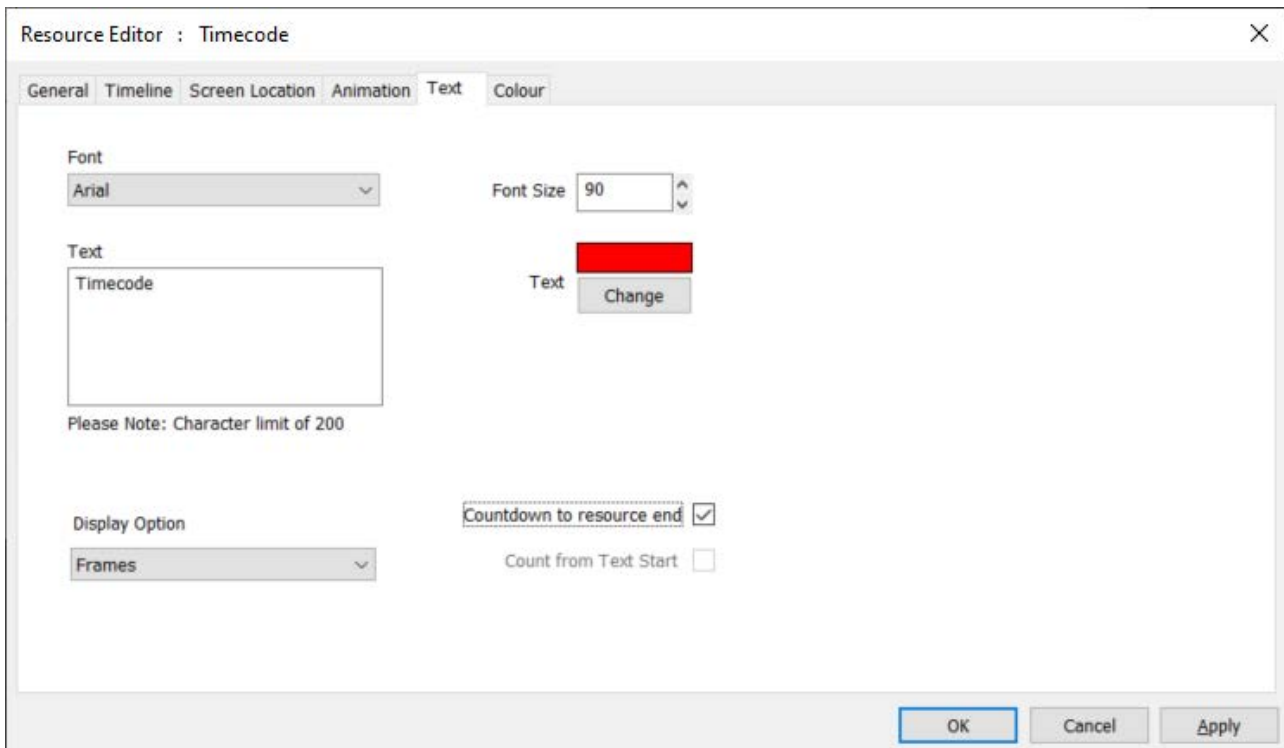 Resource Editor : Timecode
General Timeline Screen Location Animation Text Colour
Font
Arial
Font Size 90
Text
Timecode
Text
Change
Please Note: Character limit of 200
Display Option
Frames
Countdown to resource end
Count from Text Start
OK Cancel Apply